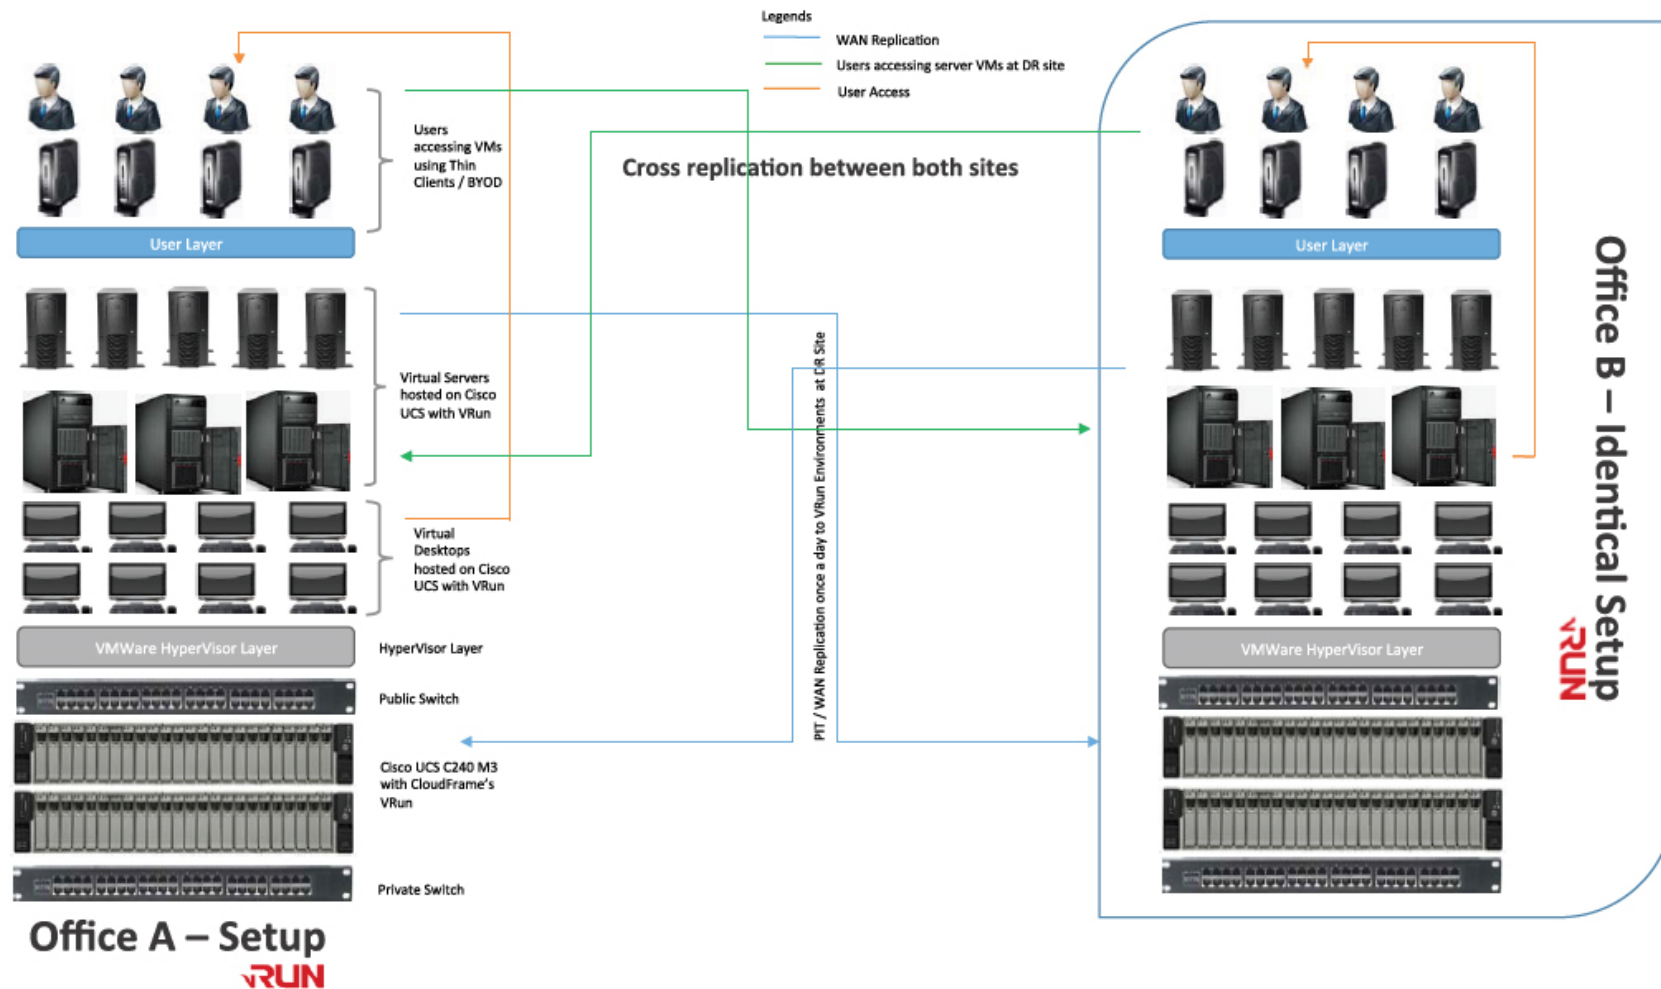 Legends
WAN Replication
Users accessing server VMs at DR site
User Access
Cross replication between both sites
Users
accessing VMs
using Thin
Clients / BYOD
User Layer
Virtual Servers
hosted on Cisco
UCS with VRun
Virtual
Desktops
hosted on Cisco
UCS with VRun
VMWare HyperVisor Layer
HyperVisor Layer
Public Switch
Cisco UCS C240 M3
with CloudFrame's
VRun
Private Switch
Office A – Setup
vRUN
PIT / WAN Replication once a day to VRun Environments at DR Site
User Layer
VMWare HyperVisor Layer
Office B – Identical Setup
vRUN